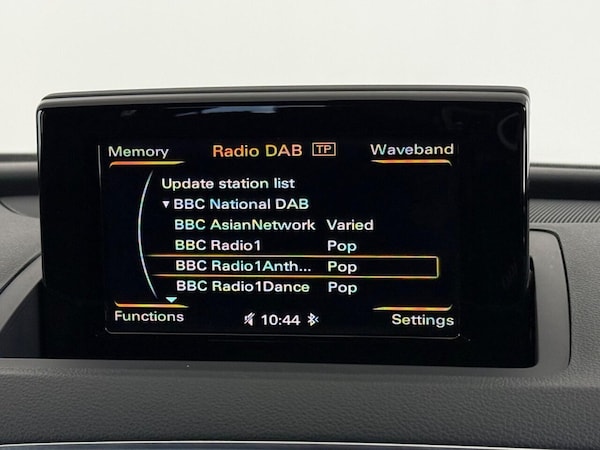 Memory Radio DAB TP Waveband
Update station list
▼ BBC National DAB
BBC AsianNetwork Varied
BBC Radio1 Pop
BBC Radio1Anth... Pop
BBC Radio1Dance Pop
Functions 10:44 Settings